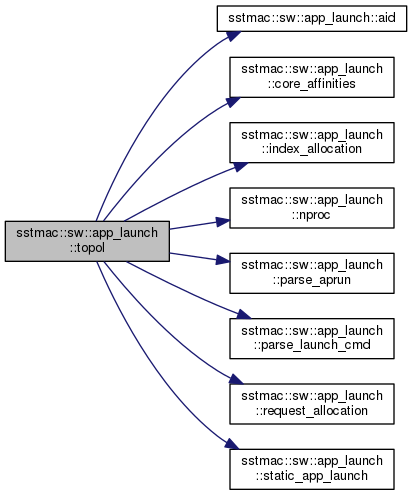 sstmac::sw::app_launch::aid
sstmac::sw::app_launch
::core_affinities
sstmac::sw::app_launch
::index_allocation
sstmac::sw::app_launch
::nproc
sstmac::sw::app_launch
::topol
sstmac::sw::app_launch
::parse_aprun
sstmac::sw::app_launch
::parse_launch_cmd
sstmac::sw::app_launch
::request_allocation
sstmac::sw::app_launch
::static_app_launch